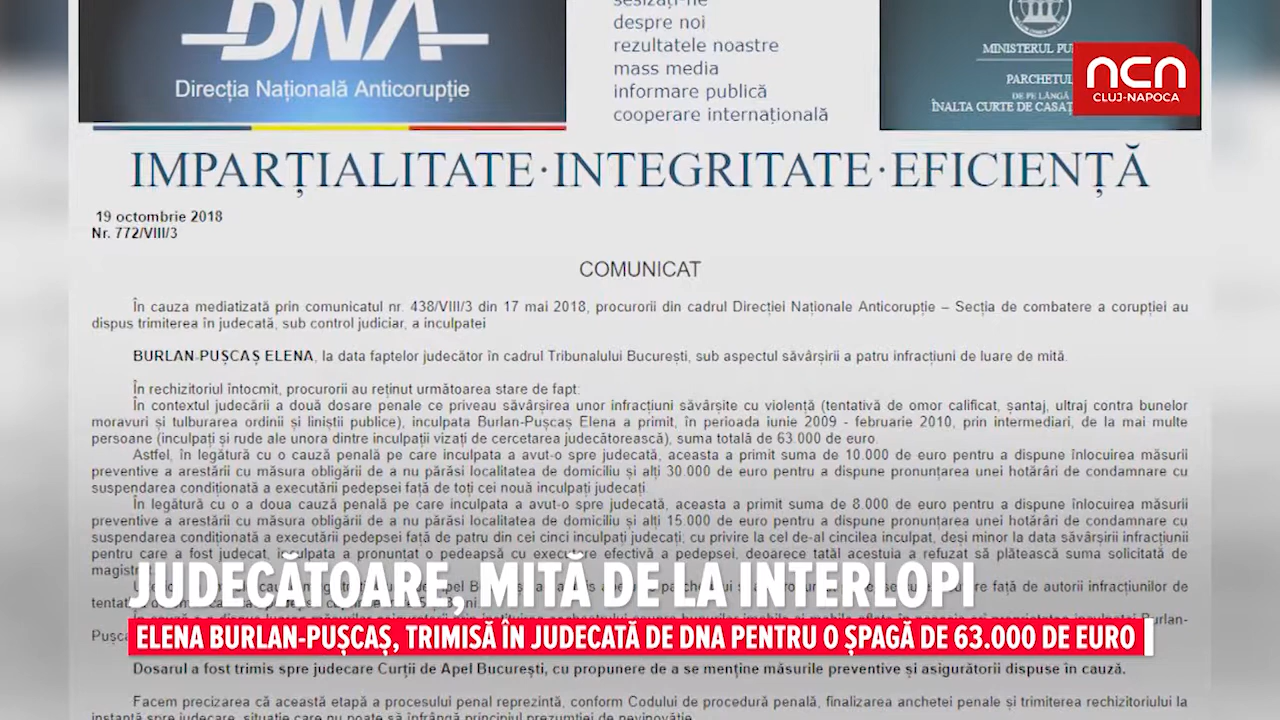 sesizați-ne
DNA
Direcția Națională Anticorupție
despre noi
rezultatele noastre
mass media
informare publică
cooperare internațională
MINISTERUL
PARCHETUL
DE PE LÂNGĂ
ÎNALTA CURTE DE
ncn
CLUJ-NAPOCA
IMPARȚIALITATE·INTEGRITATE·EFICIENȚĂ
19 octombrie 2018
Nr. 772/VIII/3
COMUNICAT
În cauza mediatizată prin comunicatul nr. 438/VIII/3 din 17 mai 2018, procurorii din cadrul Direcției Naționale Anticorupție – Secția de combatere a corupției au
dispus trimiterea în judecată, sub control judiciar, a inculpatei
BURLAN-PUȘCAȘ ELENA, la data faptelor judecător în cadrul Tribunalului București, sub aspectul săvârșirii a patru infracțiuni de luare de mită.
În rechizitoriul întocmit, procurorii au reținut următoarea stare de fapt:
În contextul judecării a două dosare penale ce priveau săvârșirea unor infracțiuni săvârșite cu violență (tentativă de omor calificat, șantaj, ultraj contra bunelor
moravuri și tulburarea ordinii și liniștii publice), inculpata Burlan-Pușcaș Elena a primit, în perioada iunie 2009 - februarie 2010, prin intermediari, de la mai multe
persoane (inculpați și rude ale unora dintre inculpații vizați de cercetarea judecătorească), suma totală de 63.000 de euro.
Astfel, în legătură cu o cauză penală pe care inculpata a avut-o spre judecată, aceasta a primit suma de 10.000 de euro pentru a dispune înlocuirea măsurii
preventive a arestării cu măsura obligării de a nu părăsi localitatea de domiciliu și alți 30.000 de euro pentru a dispune pronunțarea unei hotărâri de condamnare cu
suspendarea condiționată a executării pedepsei față de toți cei nouă inculpați judecați.
În legătură cu o a doua cauză penală pe care inculpata a avut-o spre judecată, aceasta a primit suma de 8.000 de euro pentru a dispune înlocuirea măsurii
preventive a arestării cu măsura obligării de a nu părăsi localitatea de domiciliu și alți 15.000 de euro pentru a dispune pronunțarea unei hotărâri de condamnare cu
suspendarea condiționată a executării pedepsei față de patru din cei cinci inculpați judecați, cu privire la cel de-al cincilea inculpat, deși minor la data săvârșirii infracțiunii
pentru care a fost judecat, inculpata a pronunțat o pedeapsă cu executare efectivă a pedepsei, deoarece tatăl acestuia a refuzat să plătească suma solicitată de
JUDECĂTOARE, MITĂ DE LA INTERLOPI
față de autorii infracțiunilor de
ELENA BURLAN-PUȘCAȘ, TRIMISĂ ÎN JUDECATĂ DE DNA PENTRU O ȘPAGĂ DE 63.000 DE EURO
Dosarul a fost trimis spre judecare Curții de Apel București, cu propunere de a se menține măsurile preventive și asigurătorii dispuse în cauză.
Facem precizarea că această etapă a procesului penal reprezintă, conform Codului de procedură penală, finalizarea anchetei penale și trimiterea rechizitoriului la
instanță spre judecare, situație care nu poate să înfrângă principiul prezumției de nevinovăție.